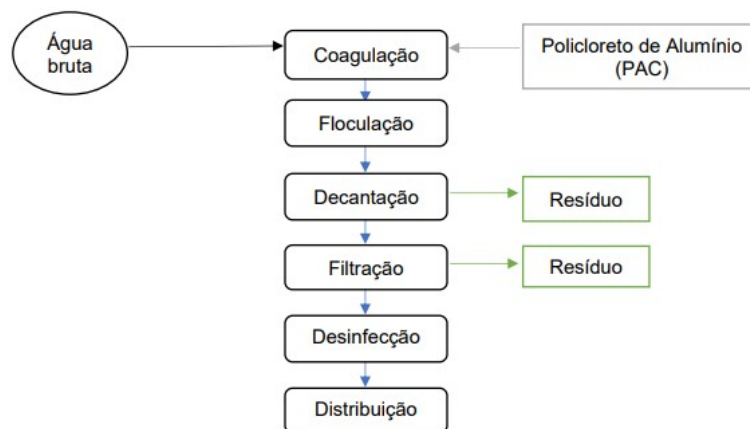 Água
bruta
Coagulação
Policloreto de Alumínio
(PAC)
Floculação
Decantação
Resíduo
Filtração
Resíduo
Desinfecção
Distribuição